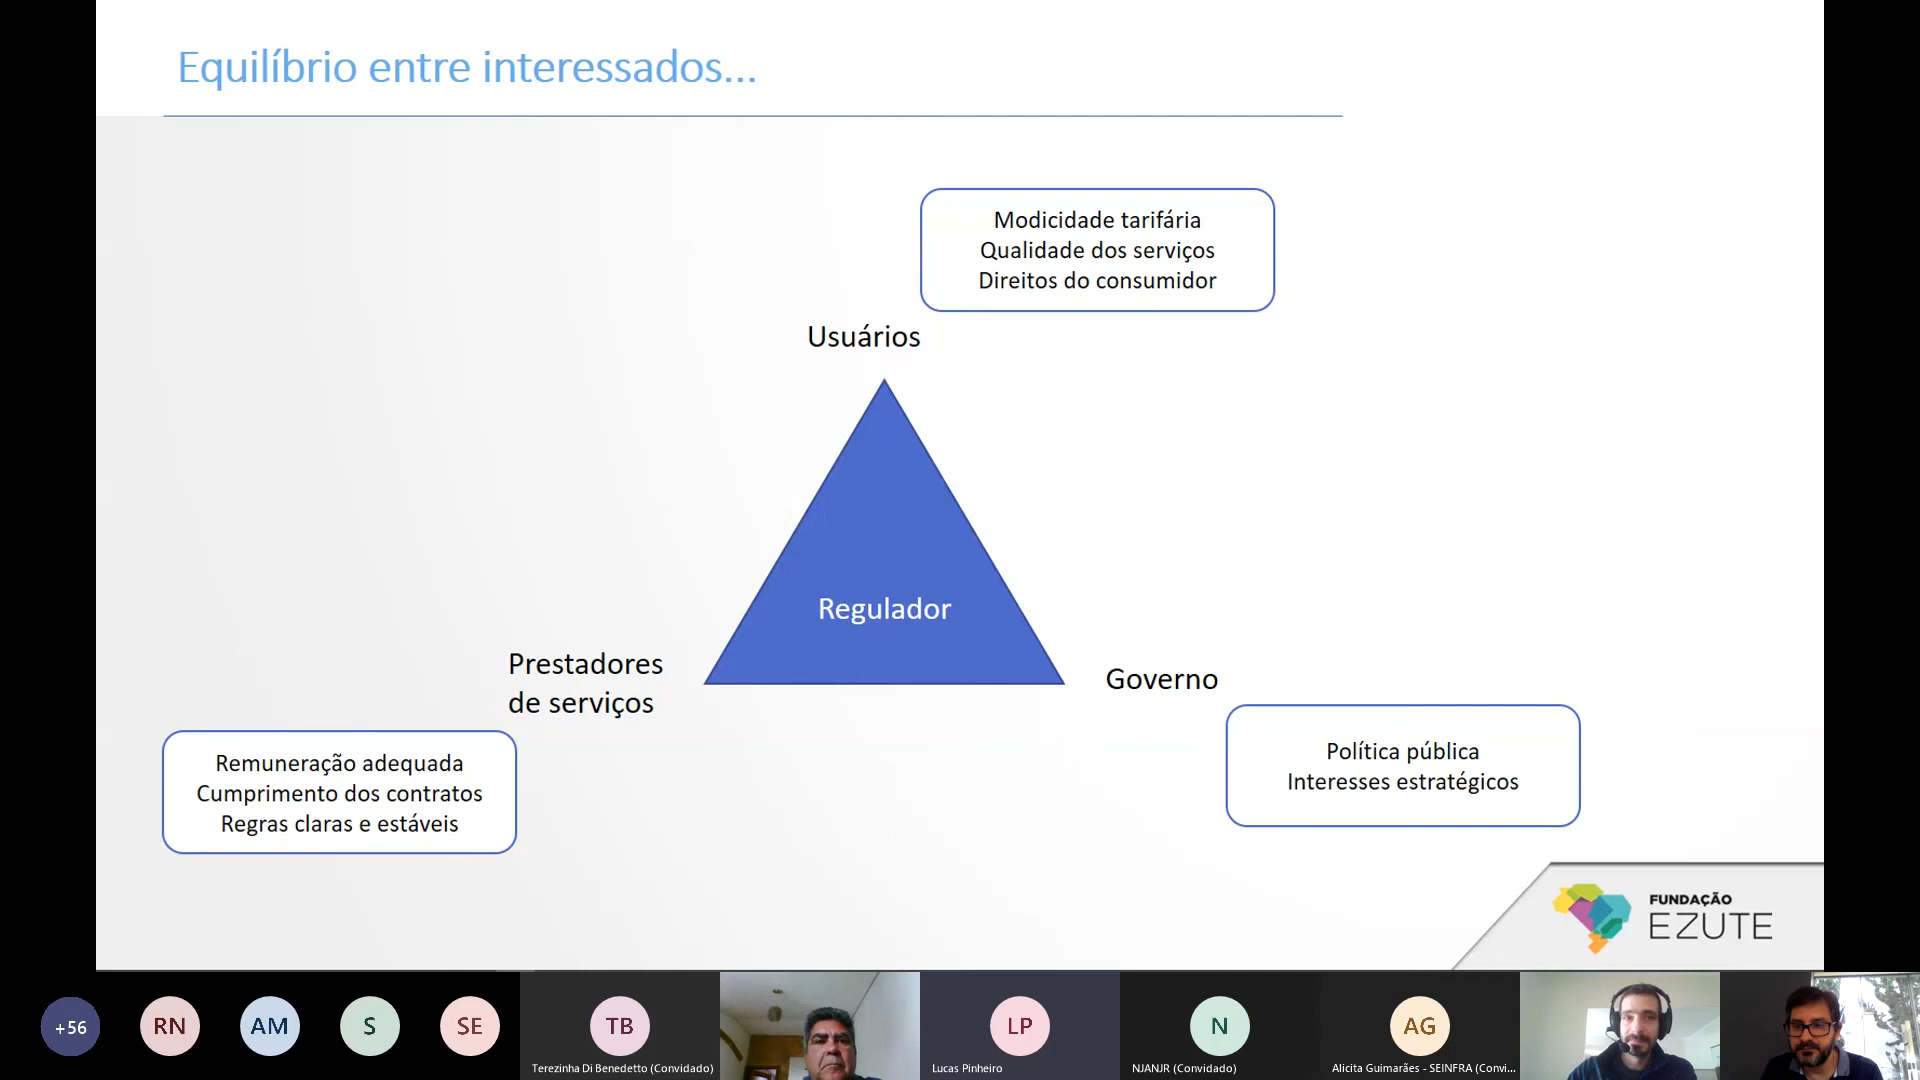 Equilíbrio entre interessados...
Modicidade tarifária
Qualidade dos serviços
Direitos do consumidor
Usuários
Regulador
Prestadores
de serviços
Governo
Remuneração adequada
Cumprimento dos contratos
Regras claras e estáveis
Política pública
Interesses estratégicos
FUNDAÇÃO
EZUTE
+56
RN
AM
S
SE
TB
Terezinha Di Benedetto (Convidado)
LP
Lucas Pinheiro
N
NJANJR (Convidado)
AG
Alicita Guimarães - SEINFRA (Convi...